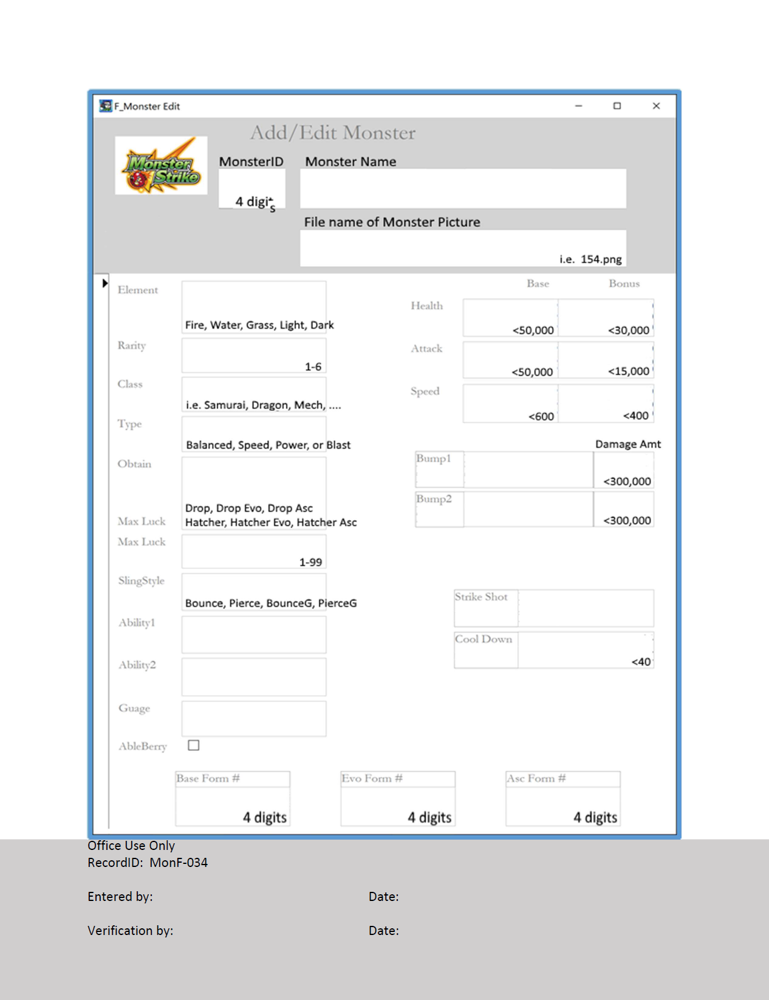 F_Monster Edit
Add/Edit Monster
Monster Strike
MonsterID
Monster Name
4 digits
File name of Monster Picture
i.e. 154.png
Element
Fire, Water, Grass, Light, Dark
Rarity
1-6
Class
i.e. Samurai, Dragon, Mech, ....
Type
Balanced, Speed, Power, or Blast
Obtain
Drop, Drop Evo, Drop Asc
Max Luck
Hatcher, Hatcher Evo, Hatcher Asc
Max Luck
1-99
SlingStyle
Bounce, Pierce, BounceG, PierceG
Ability1
Ability2
Guage
AbleBerry
Base Bonus
Health
<50,000 <30,000
Attack
<50,000 <15,000
Speed
<600 <400
Damage Amt
Bump1
<300,000
Bump2
<300,000
Strike Shot
Cool Down
<40
Base Form #
4 digits
Evo Form #
4 digits
Asc Form #
4 digits
Office Use Only
RecordID: MonF-034
Entered by: Date:
Verification by: Date: